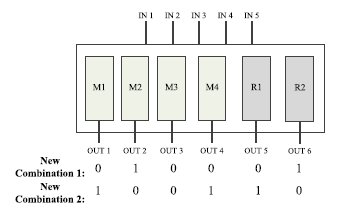 IN 1 IN 2 IN 3 IN 4 IN 5
M1 M2 M3 M4 R1 R2
OUT 1 OUT 2 OUT 3 OUT 4 OUT 5 OUT 6
New
Combination 1: 0 1 0 0 0 1
New
Combination 2: 1 0 0 1 1 0